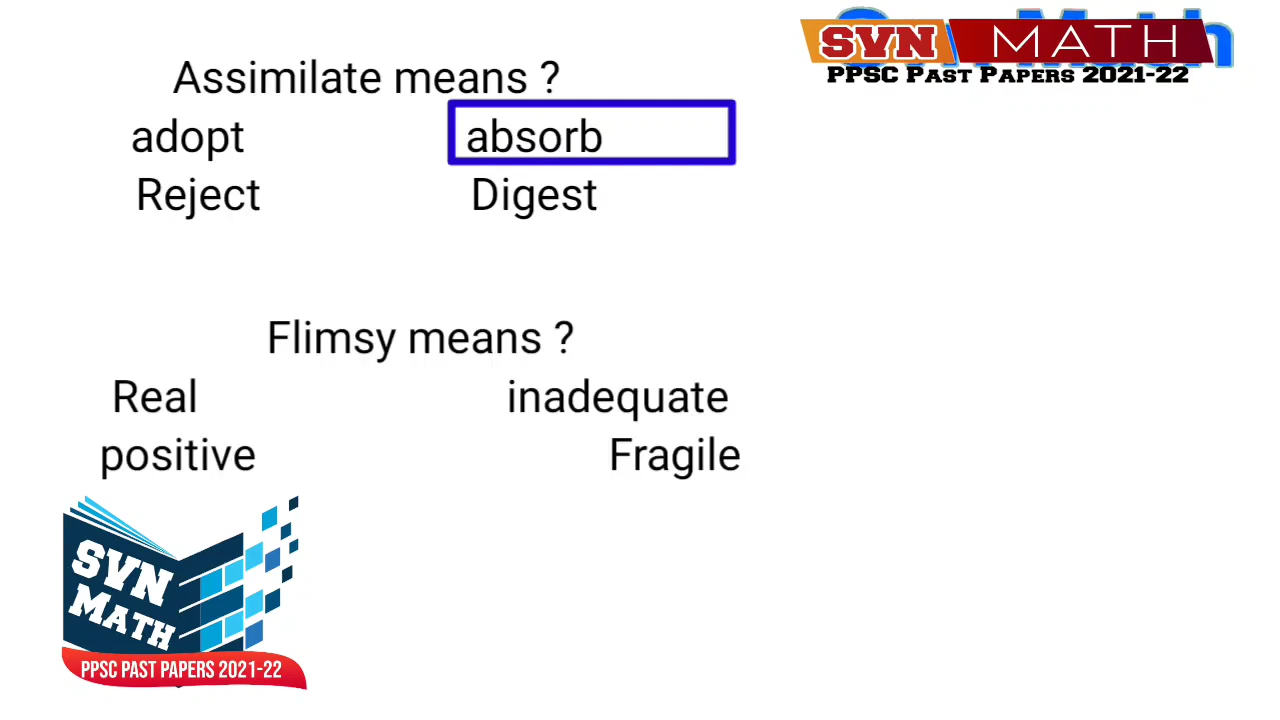 SVN MATH
PPSC PAST PAPERS 2021-22
Assimilate means ?
adopt absorb
Reject Digest
Flimsy means ?
Real inadequate
positive Fragile
SVN
MATH
PPSC PAST PAPERS 2021-22